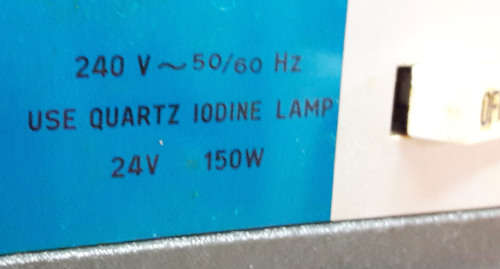 240 V ~ 50/60 Hz
USE QUARTZ IODINE LAMP
24V 150W